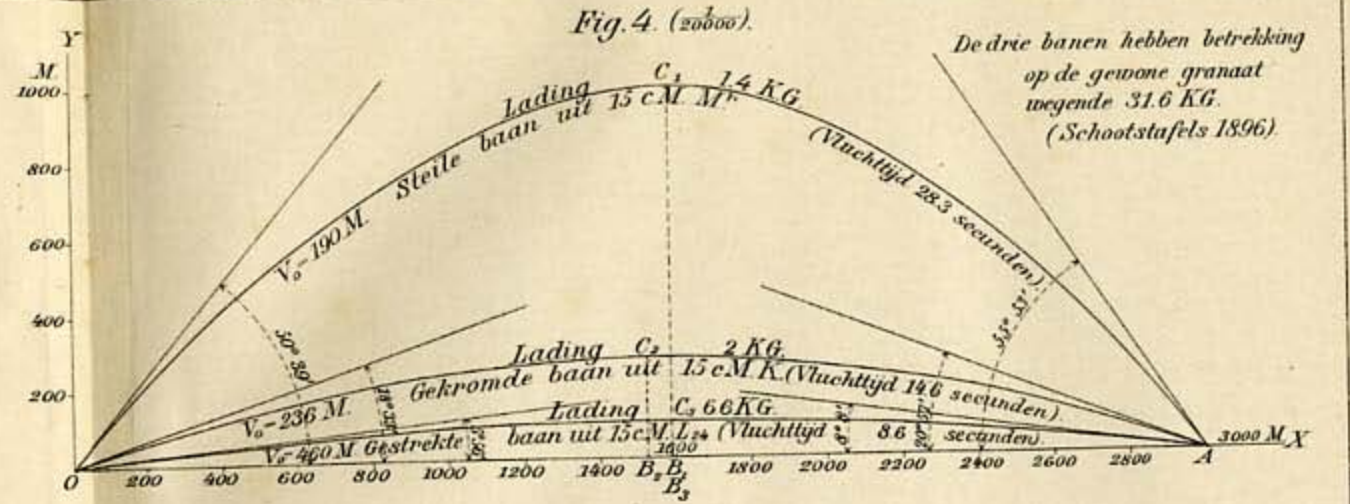 Fig. 4. (1/20000).
De drie banen hebben betrekking
op de gewone granaat
wegende 31.6 KG.
(Schootstafels 1896).
Y
M.
1000
800
600
400
200
Lading C₁ 1.4 KG.
Steile baan uit 15 cM. Mʳ.
(Vluchttijd 28.3 secunden)
V₀–190 M.
50° 39'
55° 53'
Lading C₂ 2 KG.
Gekromde baan uit 15 cM K. (Vluchttijd 14.6 secunden).
V₀–236 M.
Lading C₃ 6.6 KG.
V₀–460 M Gestrekte baan uit 15 cM. L₂₄ (Vluchttijd 8.6 secunden).
O 200 400 600 800 1000 1200 1400 1600 1800 2000 2200 2400 2600 2800 A 3000 M. X
B₂ B₁
B₃